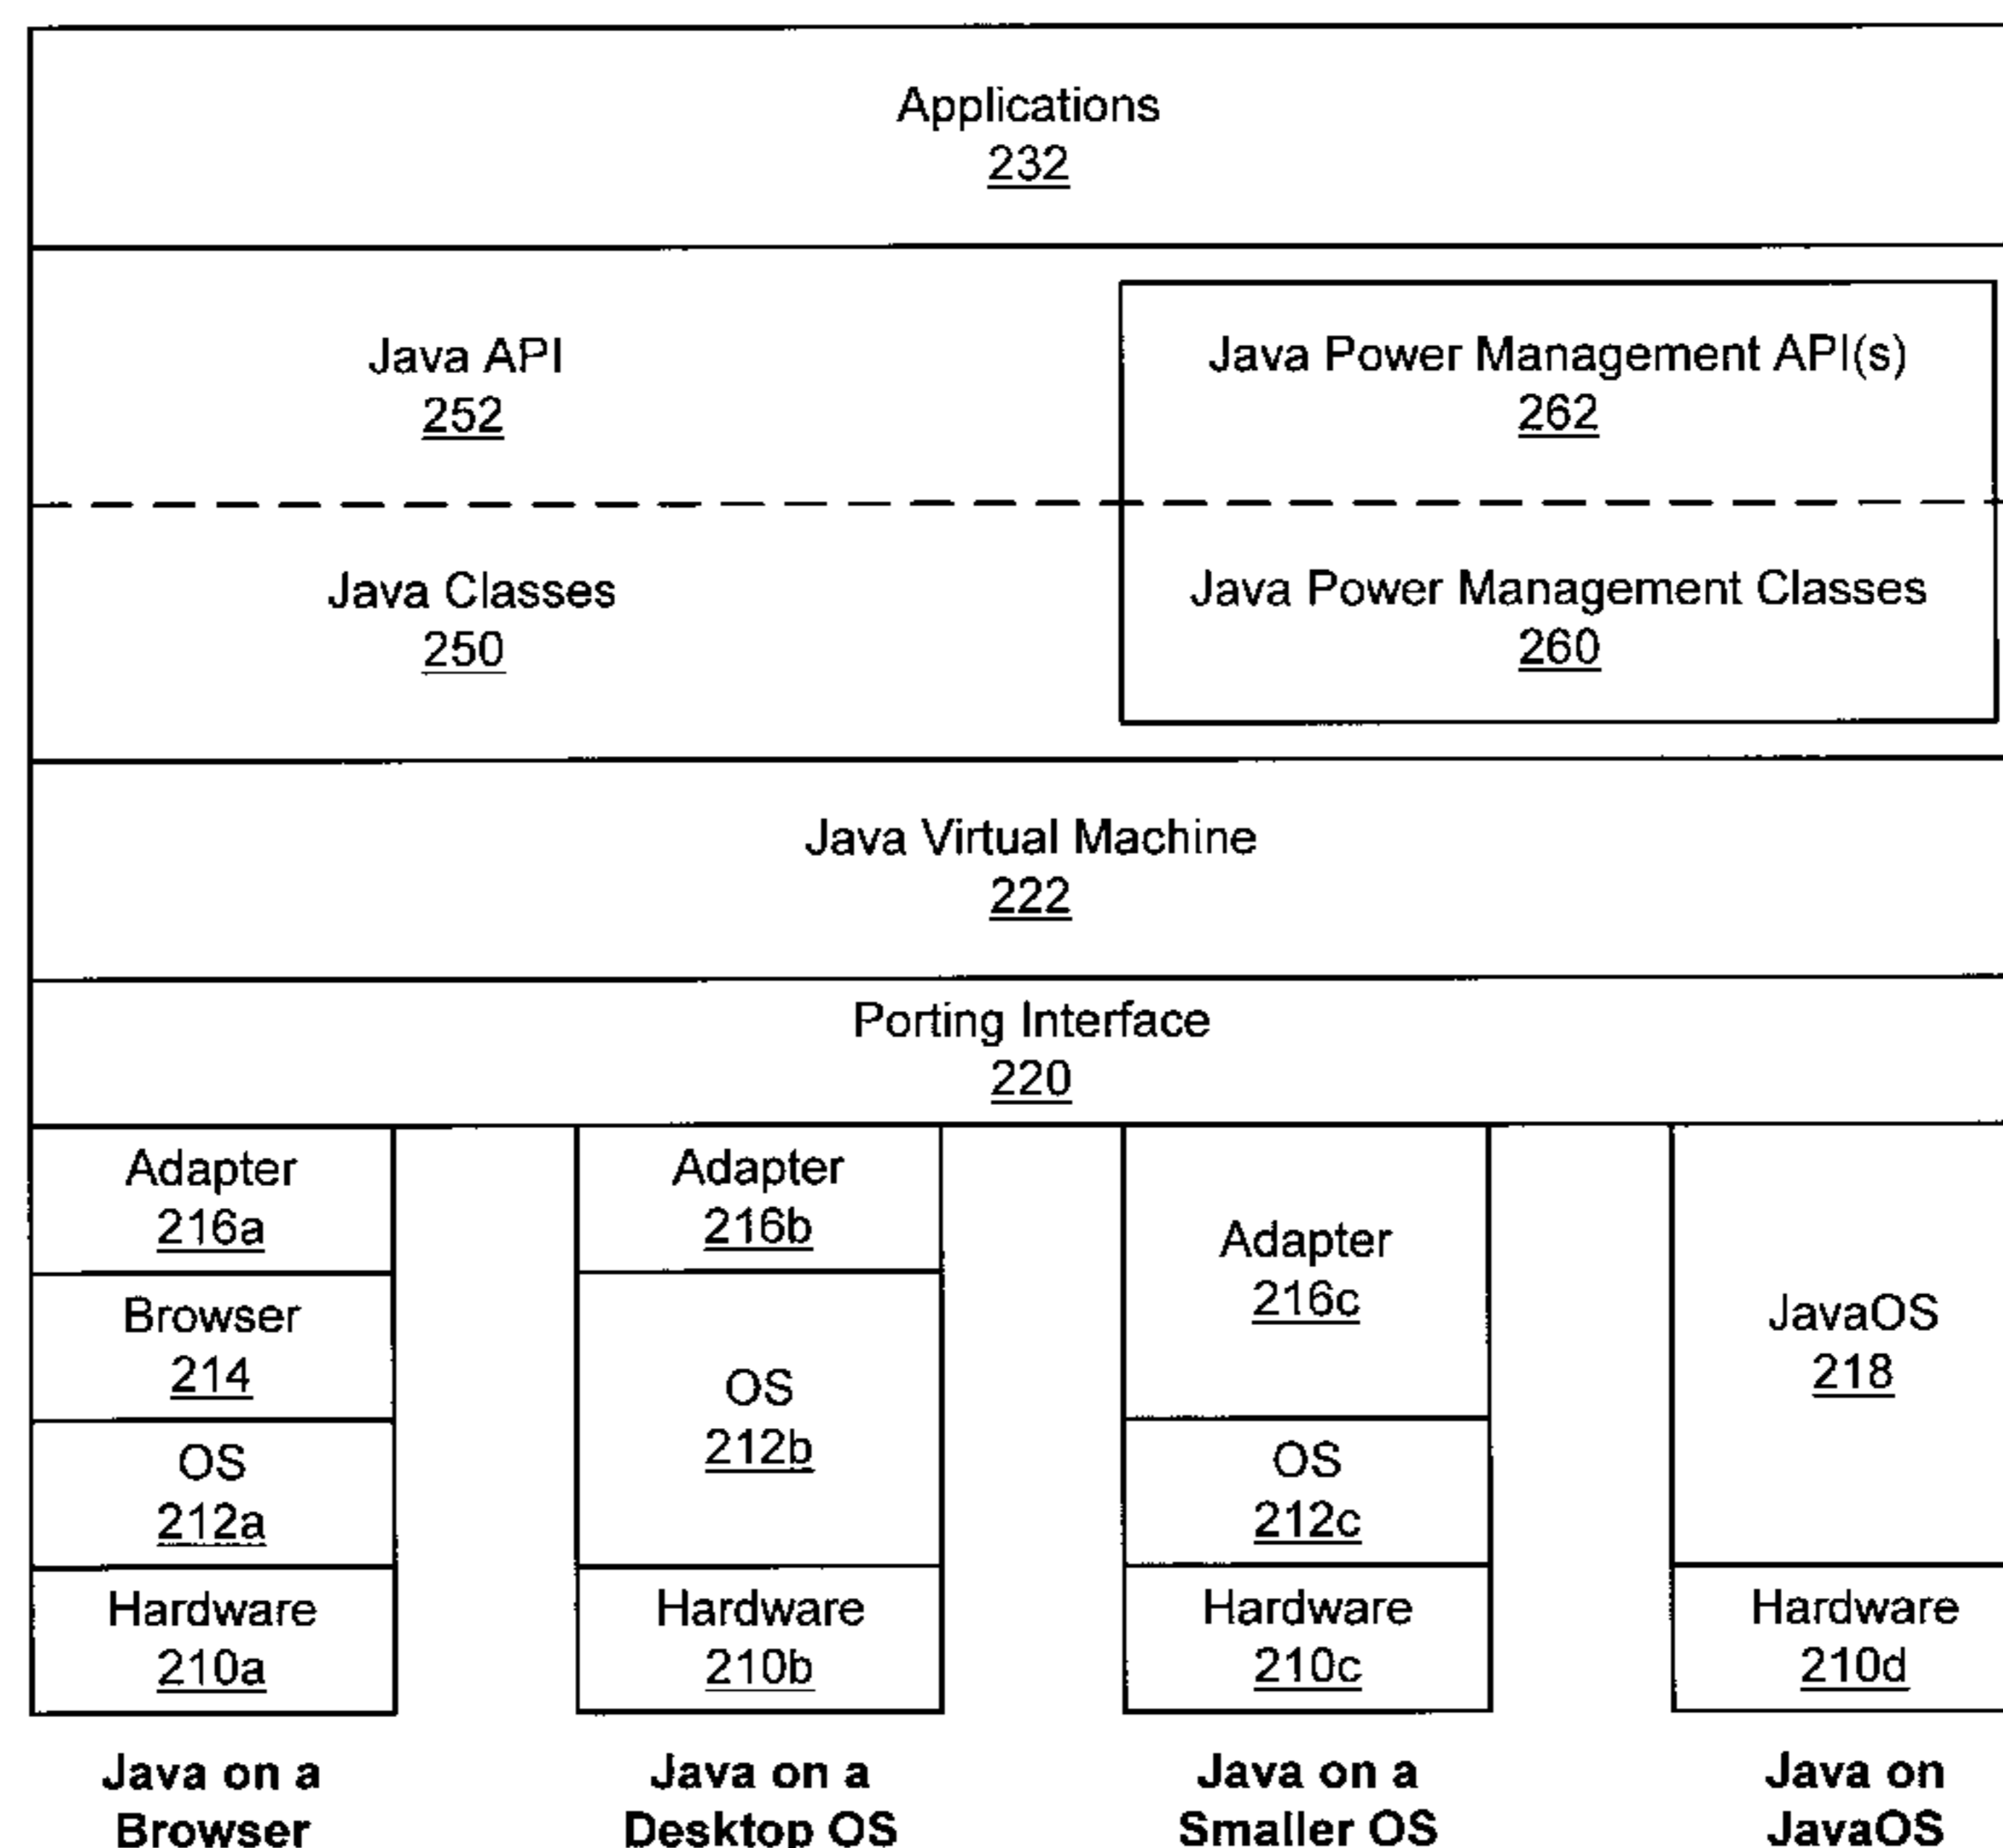 Applications
232
Java API
252
Java Power Management API(s)
262
Java Classes
250
Java Power Management Classes
260
Java Virtual Machine
222
Porting Interface
220
Adapter
216a
Browser
214
OS
212a
Hardware
210a
Java on a
Browser
Adapter
216b
OS
212b
Hardware
210b
Java on a
Desktop OS
Adapter
216c
OS
212c
Hardware
210c
Java on a
Smaller OS
JavaOS
218
Hardware
210d
Java on
JavaOS